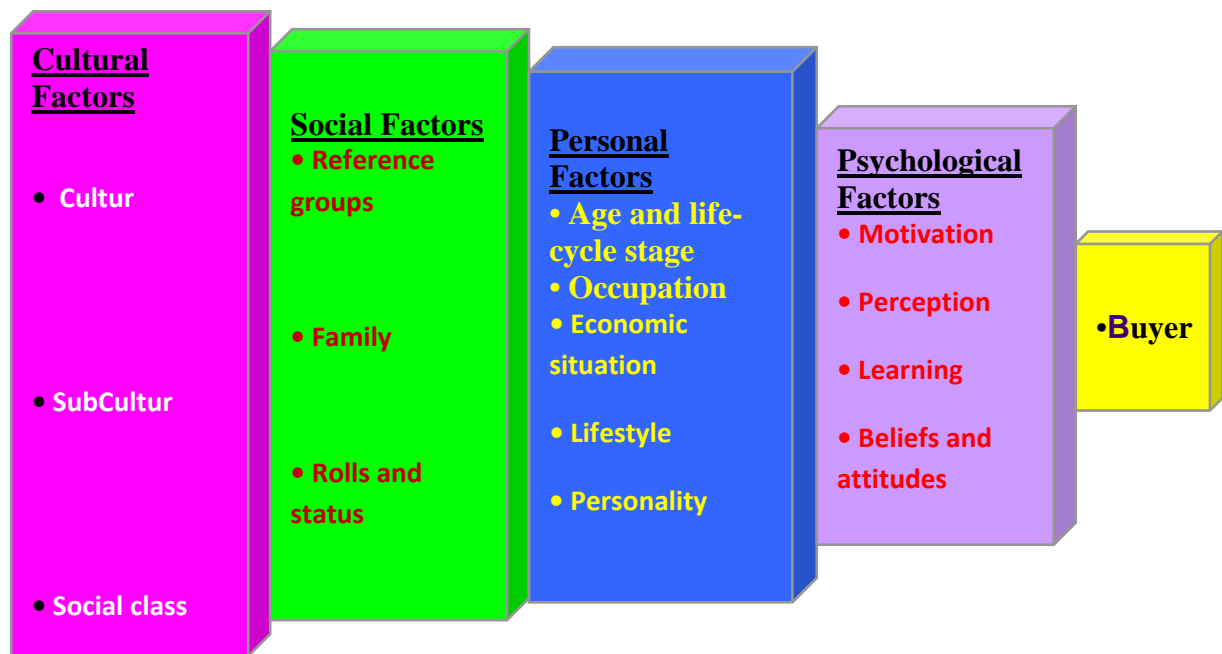 Cultural
Factors
• Cultur
• SubCultur
• Social class
Social Factors
• Reference
groups
• Family
• Rolls and
status
Personal
Factors
• Age and life-
cycle stage
• Occupation
• Economic
situation
• Lifestyle
• Personality
Psychological
Factors
• Motivation
• Perception
• Learning
• Beliefs and
attitudes
•Buyer